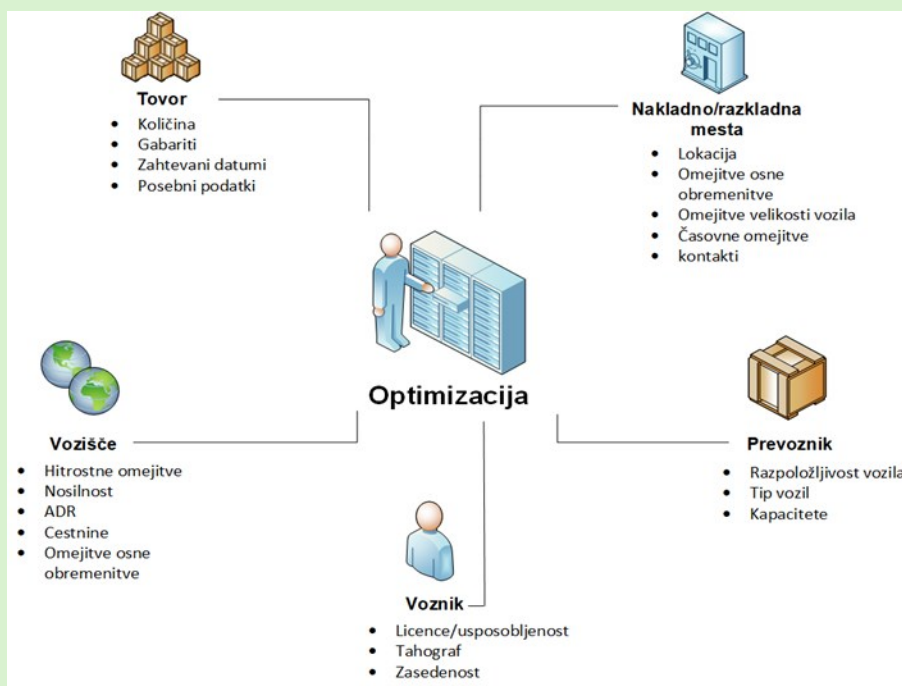 Tovor
• Količina
• Gabariti
• Zahtevani datumi
• Posebni podatki
Nakladno/razkladna
mesta
• Lokacija
• Omejitve osne
obremenitve
• Omejitve velikosti vozila
• Časovne omejitve
• kontakti
Optimizacija
Vozišče
• Hitrostne omejitve
• Nosilnost
• ADR
• Cestnine
• Omejitve osne
obremenitve
Prevoznik
• Razpoložljivost vozila
• Tip vozil
• Kapacitete
Voznik
• Licence/usposobljenost
• Tahograf
• Zasedenost